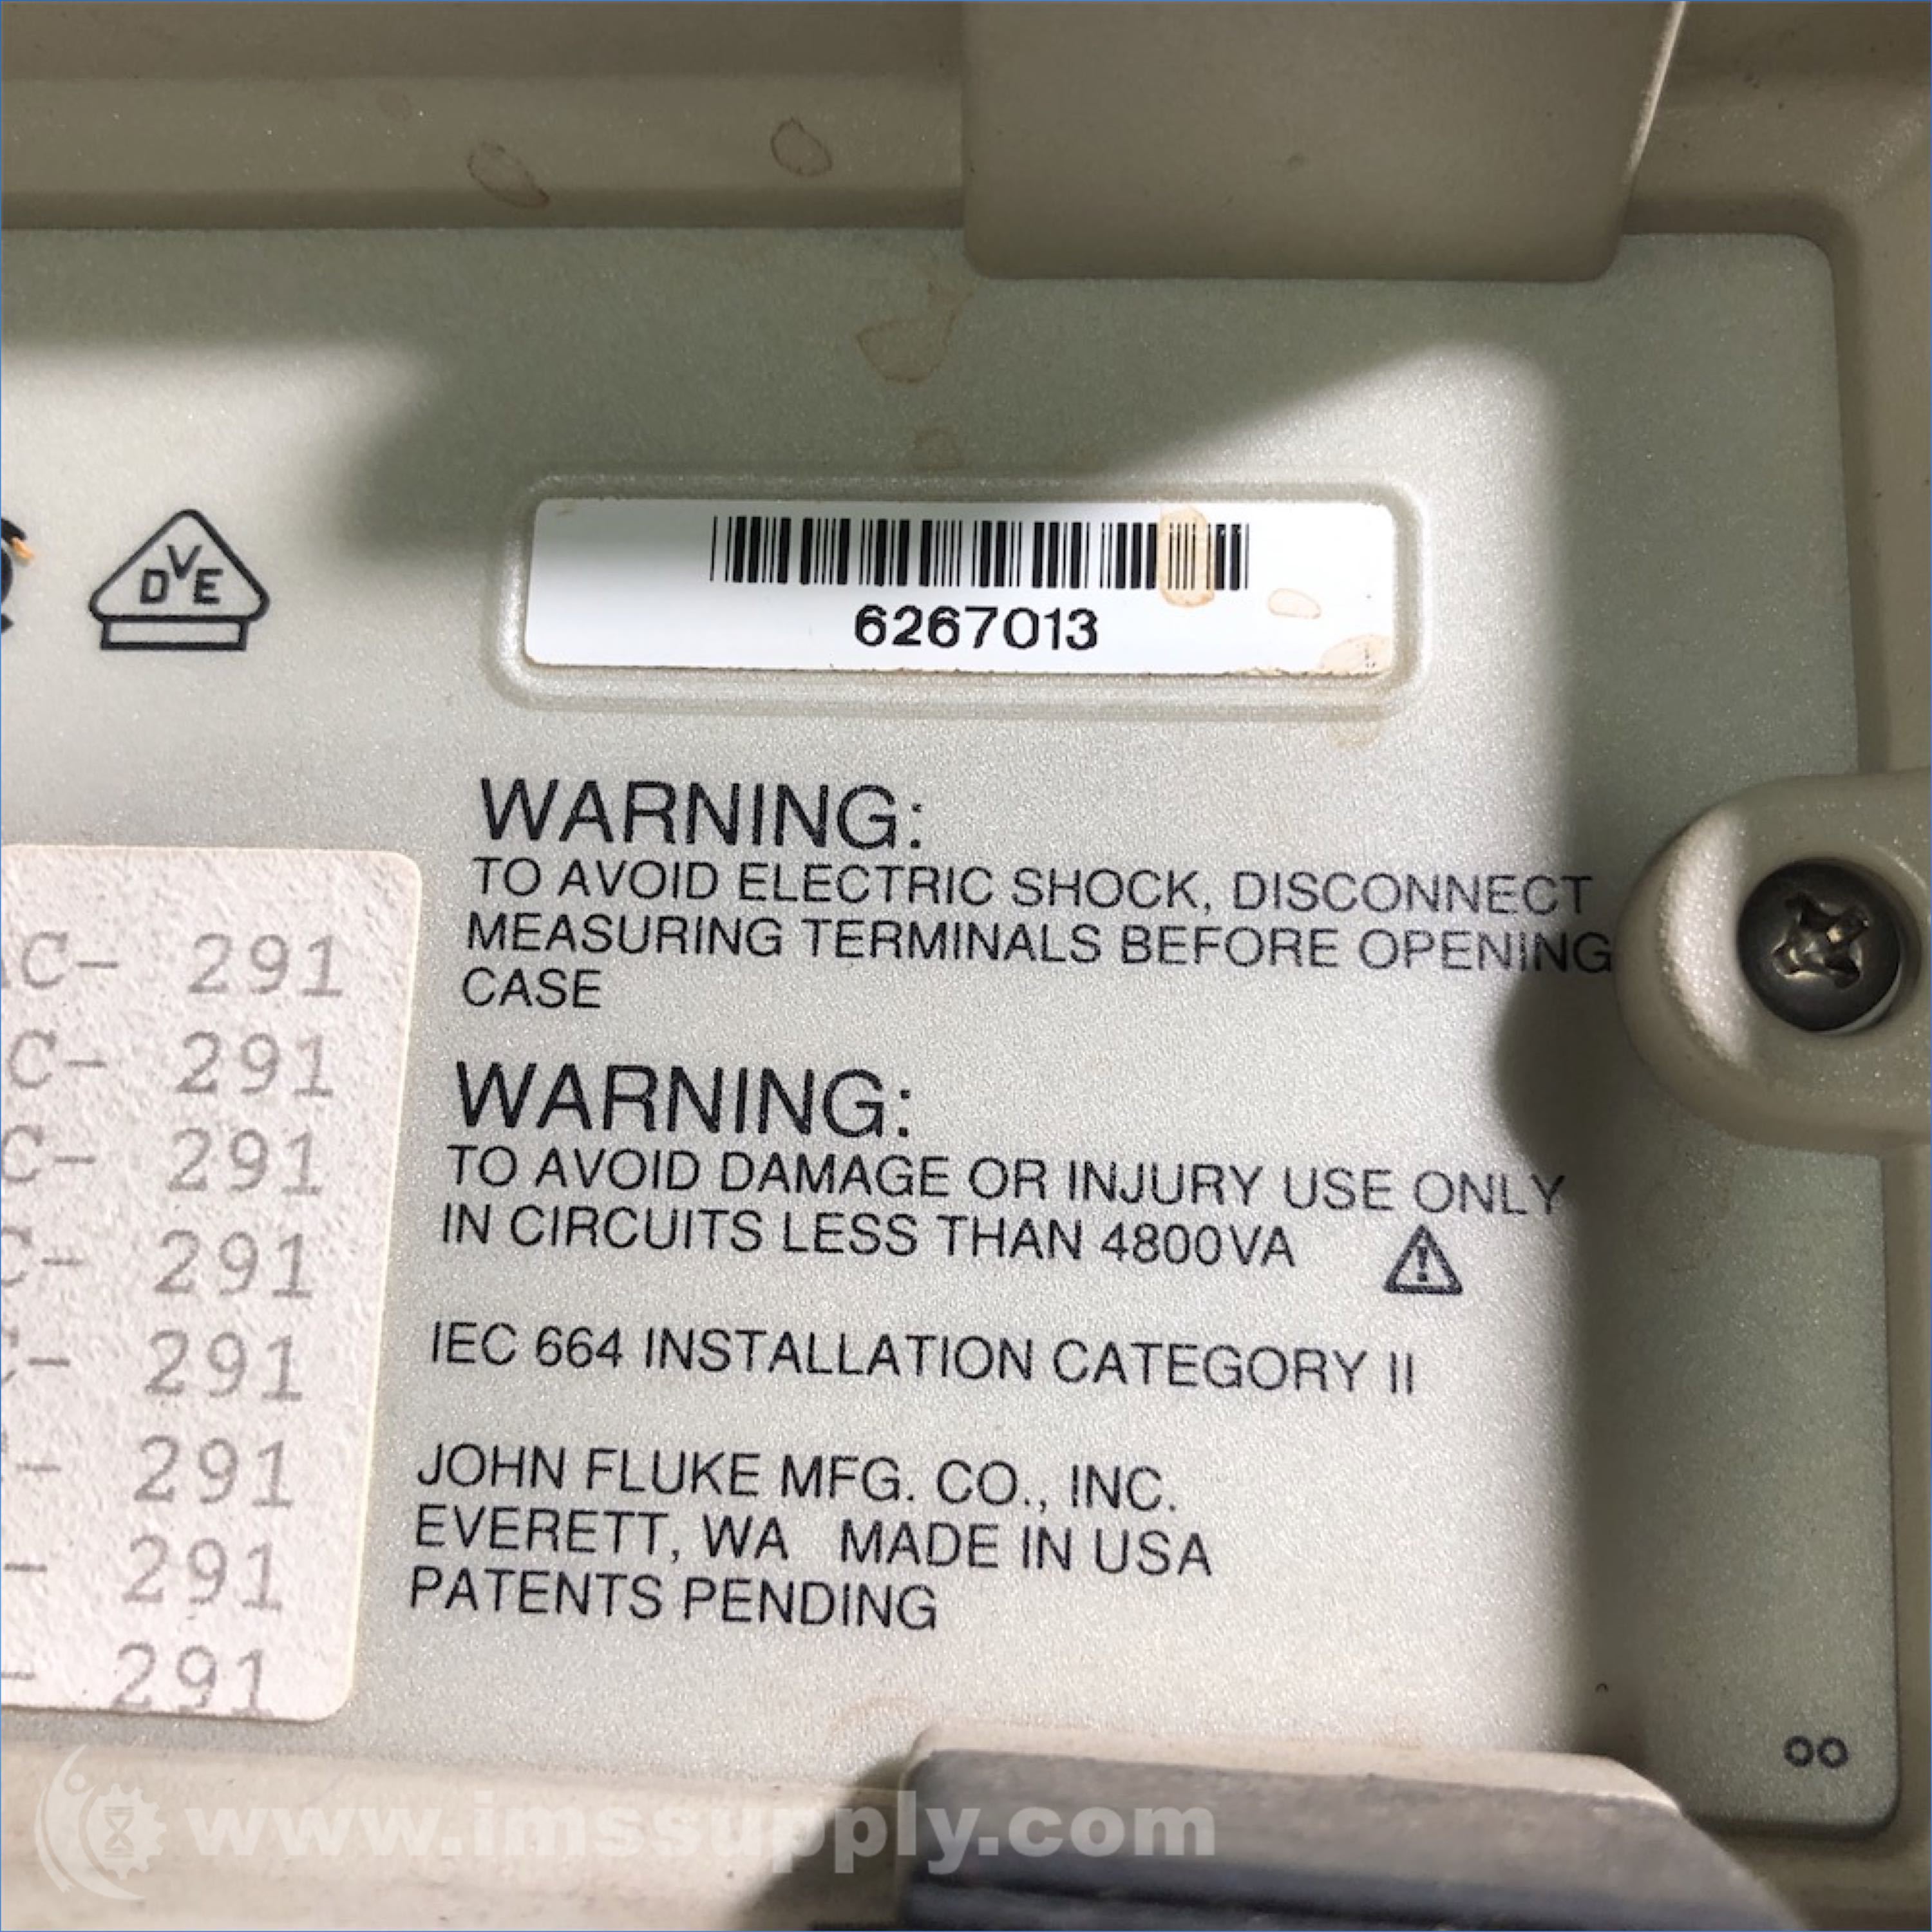 DVE
6267013
WARNING:
TO AVOID ELECTRIC SHOCK, DISCONNECT
MEASURING TERMINALS BEFORE OPENING
CASE
WARNING:
TO AVOID DAMAGE OR INJURY USE ONLY
IN CIRCUITS LESS THAN 4800VA
IEC 664 INSTALLATION CATEGORY II
JOHN FLUKE MFG. CO., INC.
EVERETT, WA MADE IN USA
PATENTS PENDING
C- 291
C- 291
C- 291
C- 291
- 291
- 291
- 291
- 291
00
www.imssupply.com